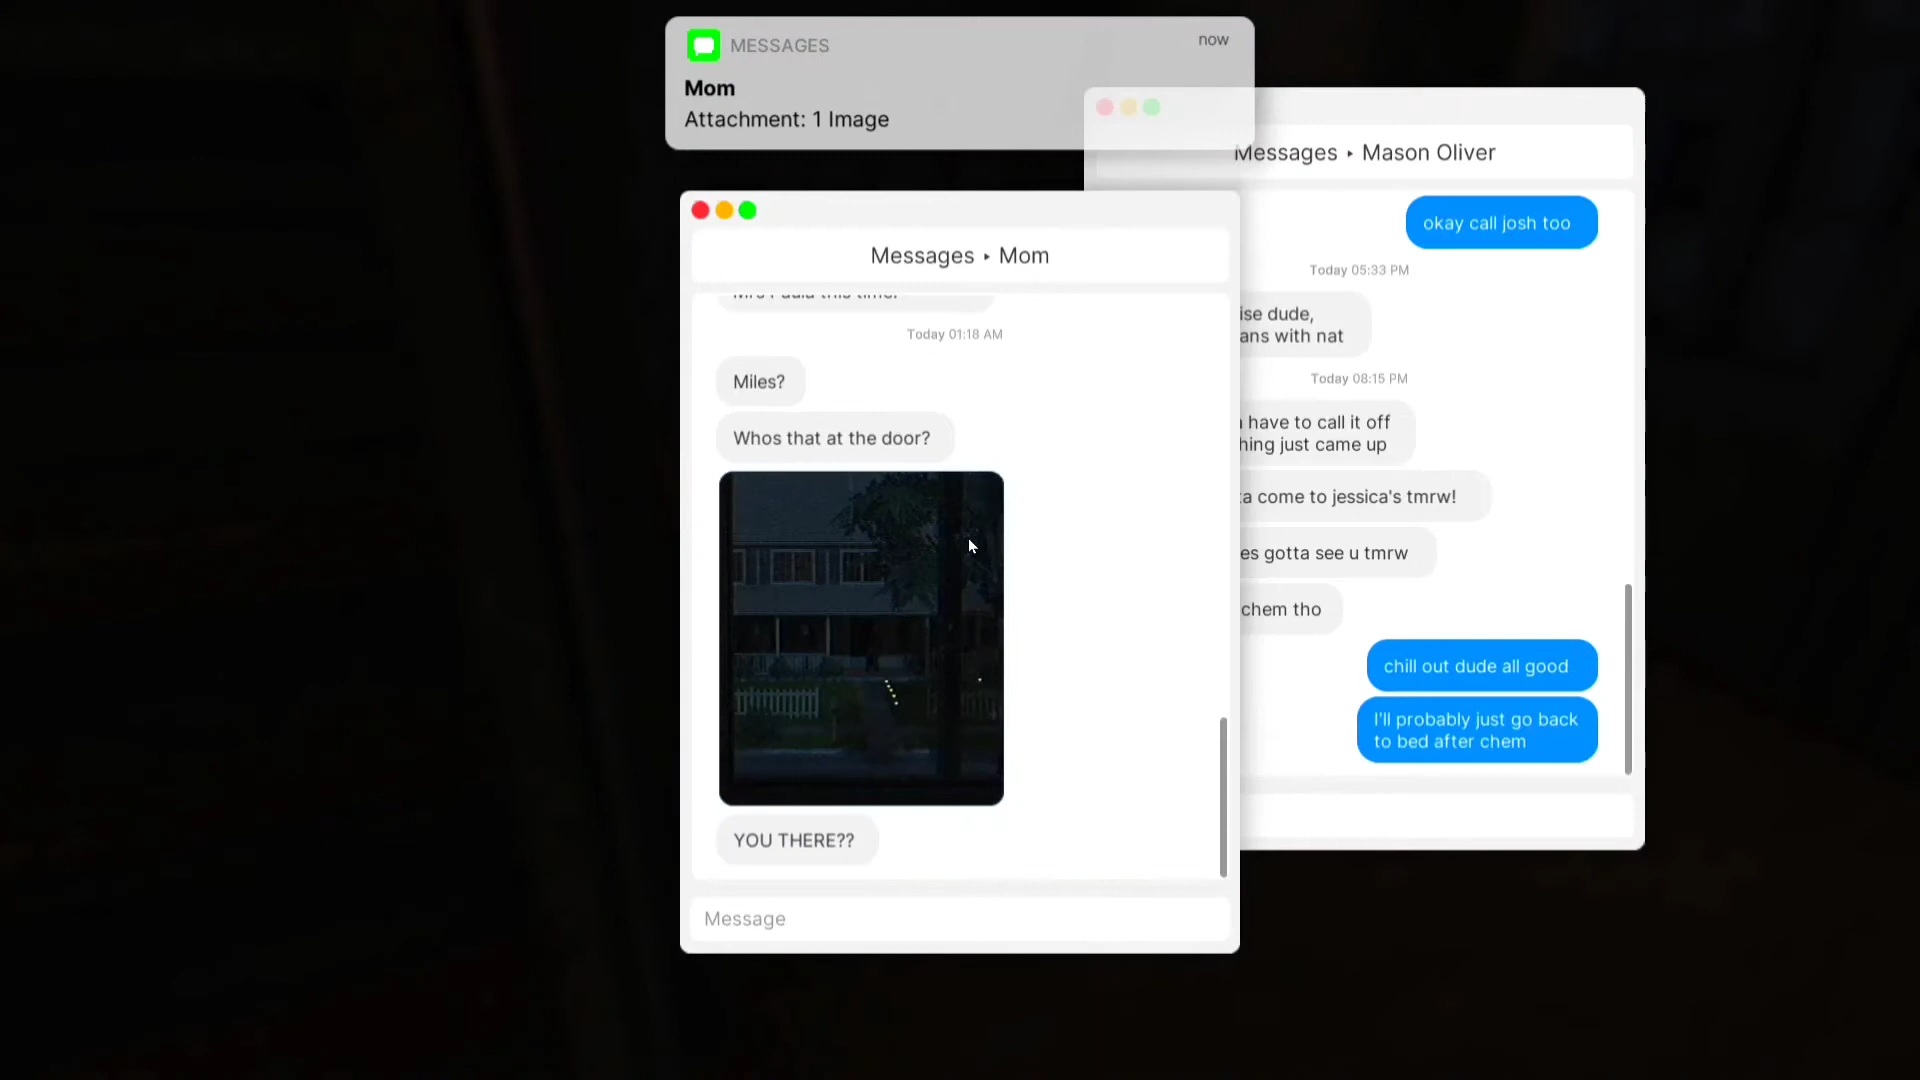 MESSAGES
now
Mom
Attachment: 1 Image
Messages ‣ Mason Oliver
okay call josh too
Today 05:33 PM
ise dude,
ans with nat
Today 08:15 PM
have to call it off
hing just came up
ta come to jessica's tmrw!
es gotta see u tmrw
chem tho
chill out dude all good
I'll probably just go back
to bed after chem
Messages ‣ Mom
this time.
Today 01:18 AM
Miles?
Whos that at the door?
YOU THERE??
Message